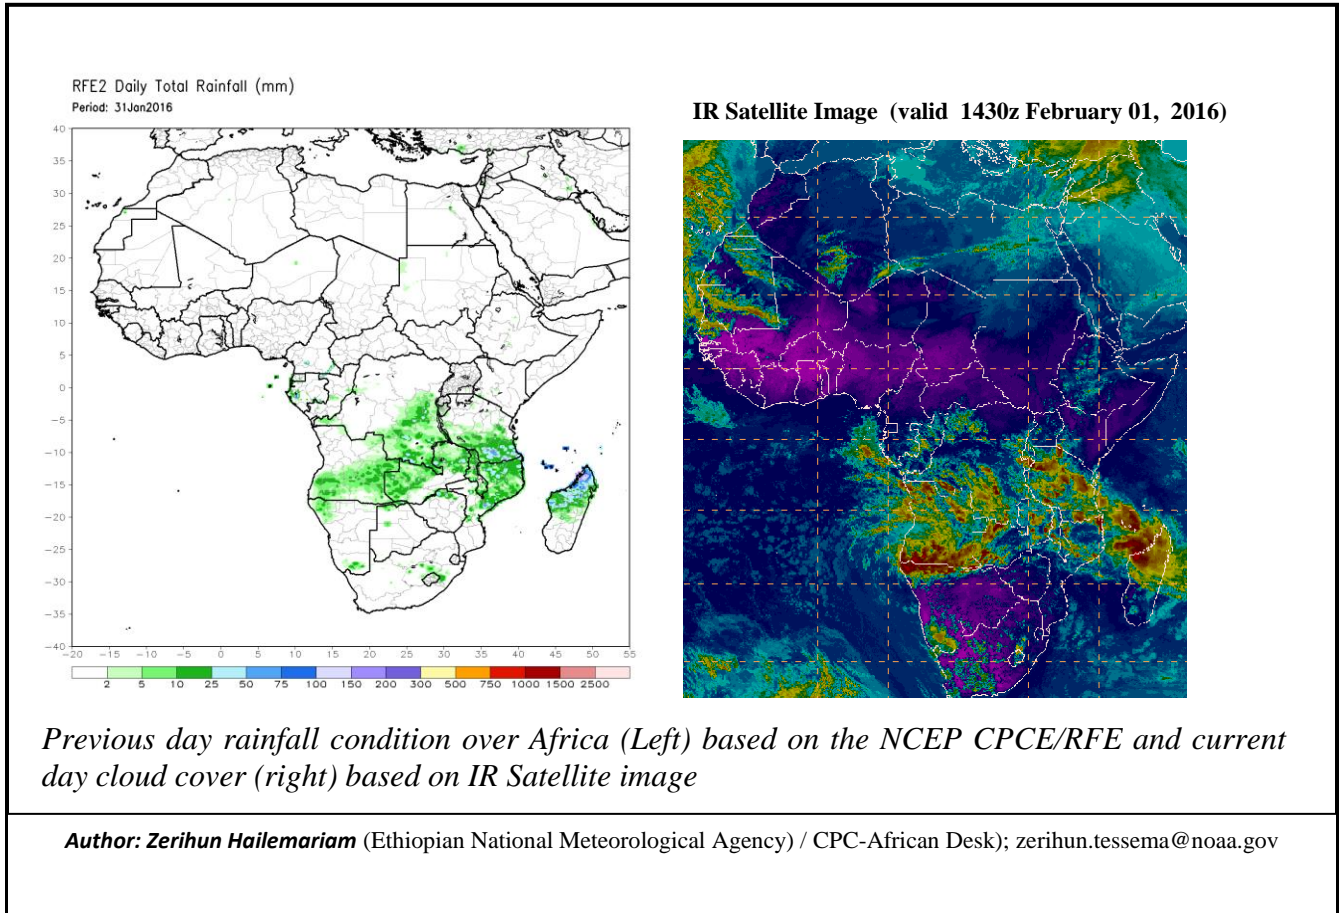 RFE2 Daily Total Rainfall (mm)
Period: 31Jan2016
IR Satellite Image (valid 1430z February 01, 2016)
40
35
30
25
20
15
10
5
0
-5
-10
-15
-20
-25
-30
-35
-40
-20 -15 -10 -5 0 5 10 15 20 25 30 35 40 45 50 55
2 5 10 25 50 75 100 150 200 300 500 750 1000 1500 2500
Previous day rainfall condition over Africa (Left) based on the NCEP CPCE/RFE and current
day cloud cover (right) based on IR Satellite image
Author: Zerihun Hailemariam (Ethiopian National Meteorological Agency) / CPC-African Desk); zerihun.tessema@noaa.gov